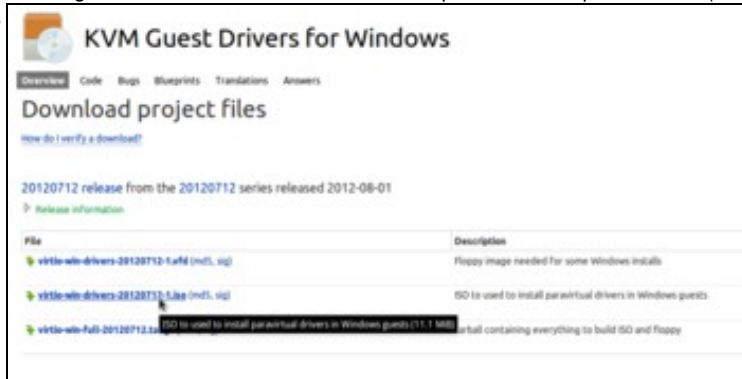 KVM Guest Drivers for Windows
Overview Code Bugs Blueprints Translations Answers
Download project files
How do I verify a download?
20120712 release from the 20120712 series released 2012-08-01
Release information
File Description
virtio-win-drivers-20120712-1.vfd (md5, sig) Floppy image needed for some Windows installs
virtio-win-drivers-20120712-1.iso (md5, sig) ISO to used to install paravirtual drivers in Windows guests
ISO to used to install paravirtual drivers in Windows guests (11.1 MiB)
virtio-win-full-20120712.ta arball containing everything to build ISO and floppy